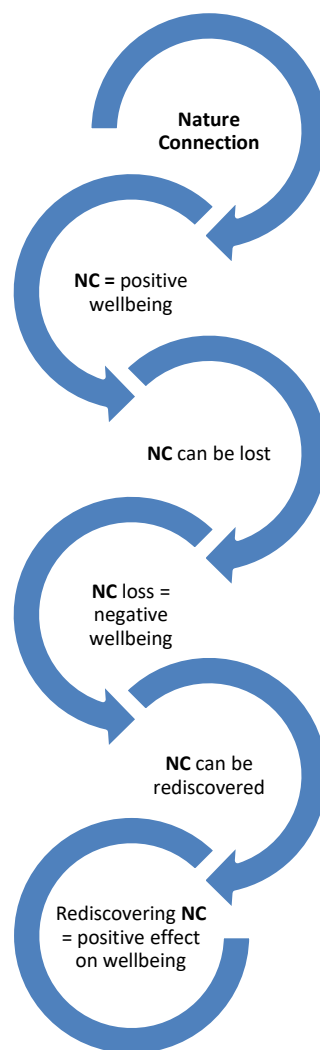 Nature
Connection
NC = positive
wellbeing
NC can be lost
NC loss =
negative
wellbeing
NC can be
rediscovered
Rediscovering NC
= positive effect
on wellbeing